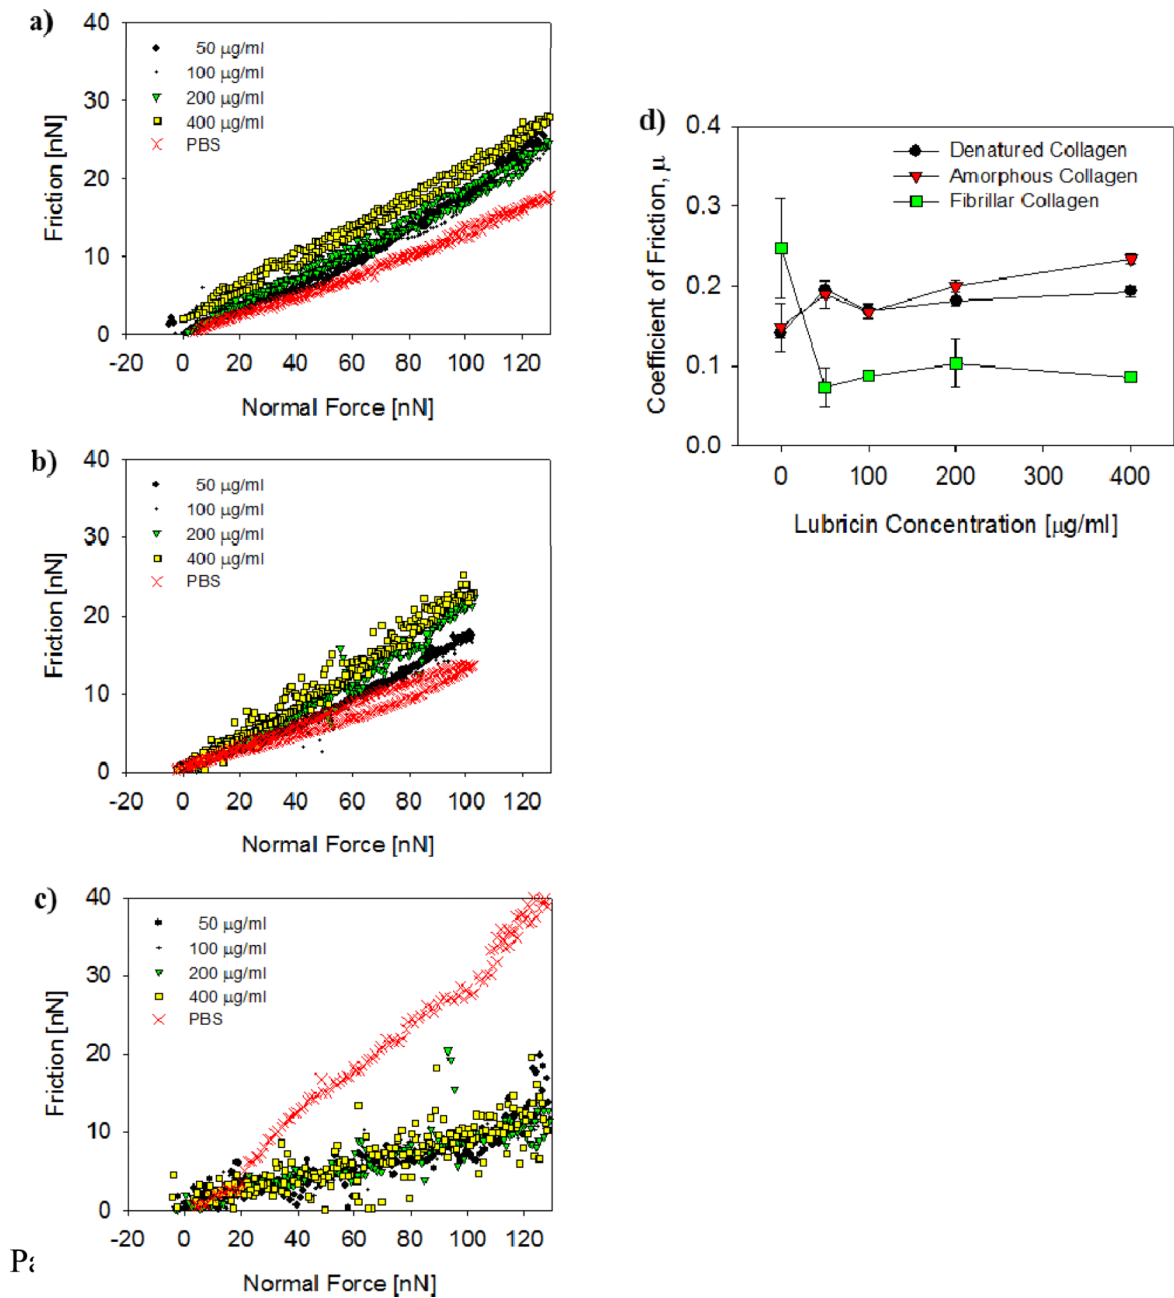 a)
40
30
20
10
0
Friction [nN]
50 μg/ml
100 μg/ml
200 μg/ml
400 μg/ml
PBS
-20 0 20 40 60 80 100 120
Normal Force [nN]
b)
40
30
20
10
0
Friction [nN]
50 μg/ml
100 μg/ml
200 μg/ml
400 μg/ml
PBS
-20 0 20 40 60 80 100 120
Normal Force [nN]
c)
40
30
20
10
0
Friction [nN]
50 μg/ml
100 μg/ml
200 μg/ml
400 μg/ml
PBS
-20 0 20 40 60 80 100 120
Normal Force [nN]
d)
0.4
0.3
0.2
0.1
0.0
Coefficient of Friction, μ
Denatured Collagen
Amorphous Collagen
Fibrillar Collagen
0 100 200 300 400
Lubricin Concentration [μg/ml]